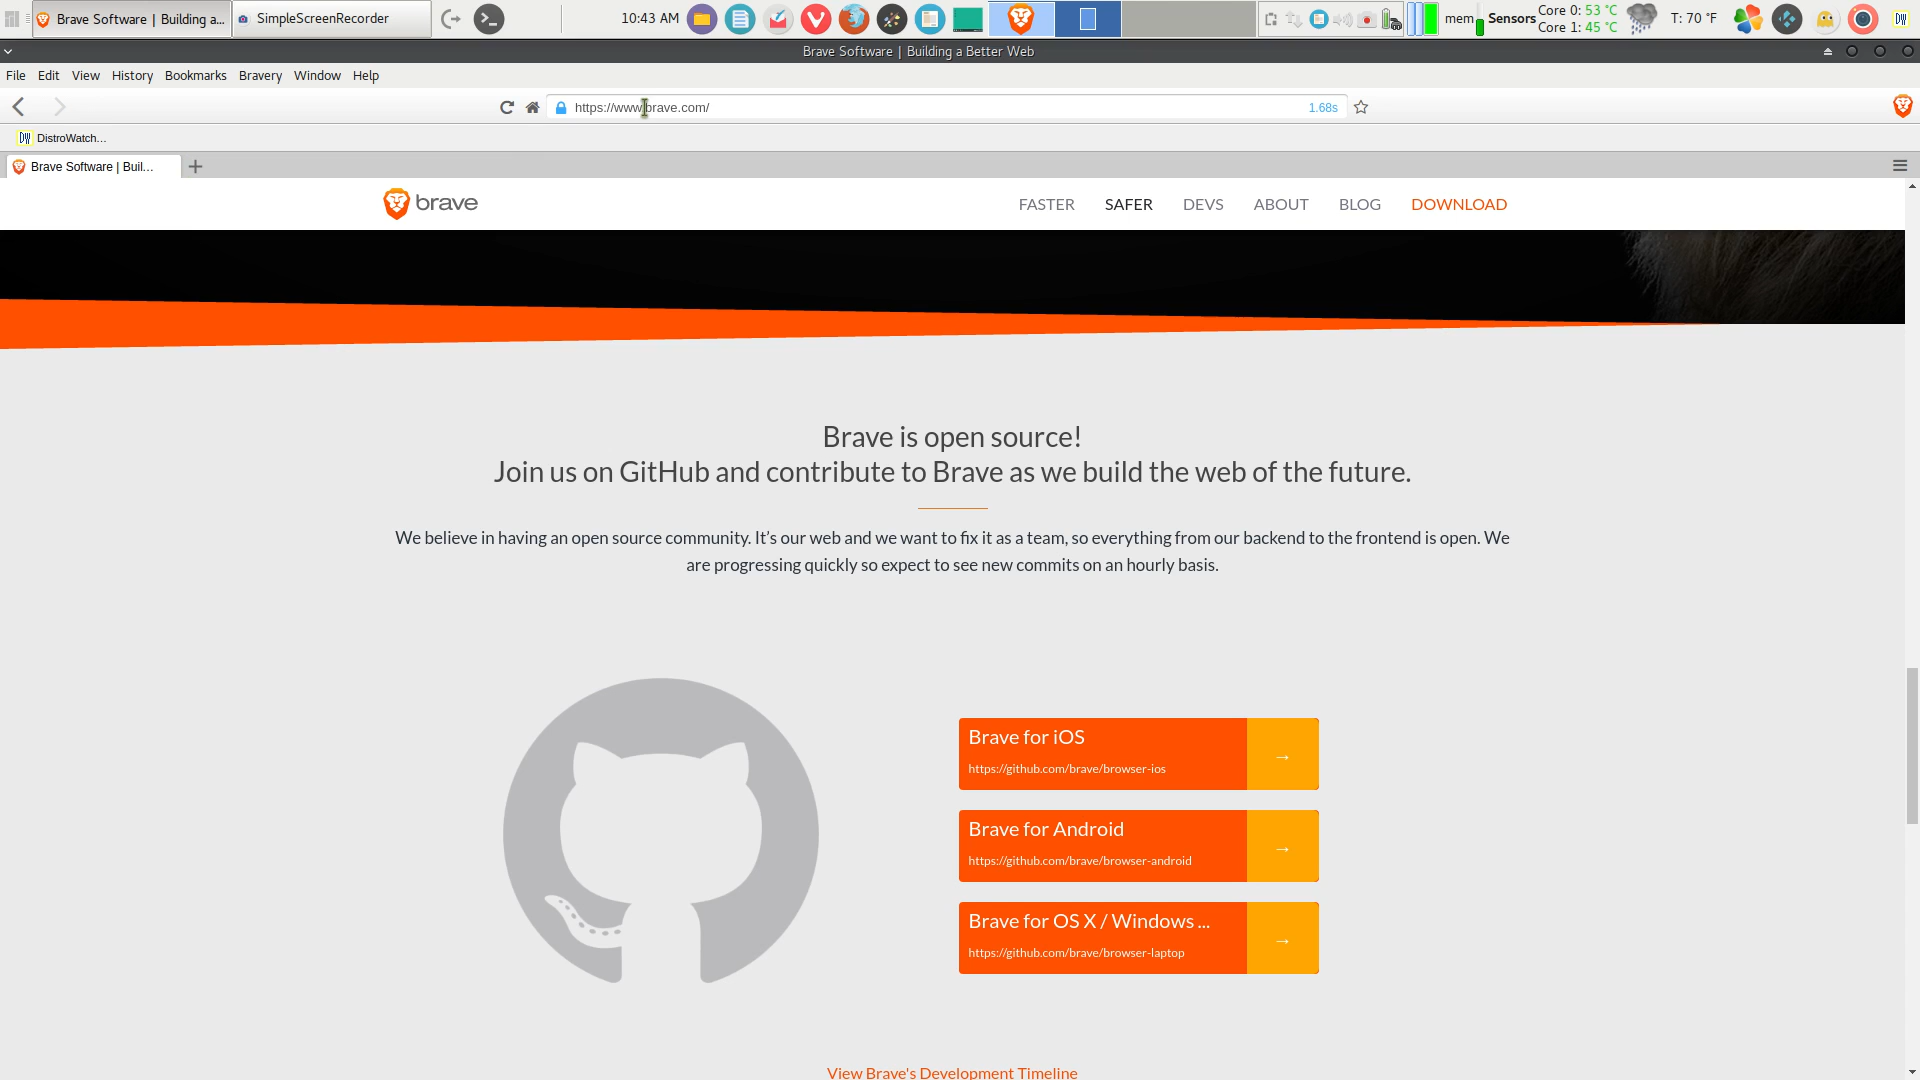 Brave Software | Building a...
SimpleScreenRecorder
10:43 AM
mem
Sensors
Core 0: 53 °C
Core 1: 45 °C
T: 70 °F
DW
Brave Software | Building a Better Web
File Edit View History Bookmarks Bravery Window Help
https://www.brave.com/
1.68s
DW DistroWatch...
Brave Software | Buil...
brave
FASTER SAFER DEVS ABOUT BLOG DOWNLOAD
Brave is open source!
Join us on GitHub and contribute to Brave as we build the web of the future.
We believe in having an open source community. It’s our web and we want to fix it as a team, so everything from our backend to the frontend is open. We
are progressing quickly so expect to see new commits on an hourly basis.
Brave for iOS
https://github.com/brave/browser-ios
→
Brave for Android
https://github.com/brave/browser-android
→
Brave for OS X / Windows ...
https://github.com/brave/browser-laptop
→
View Brave's Development Timeline